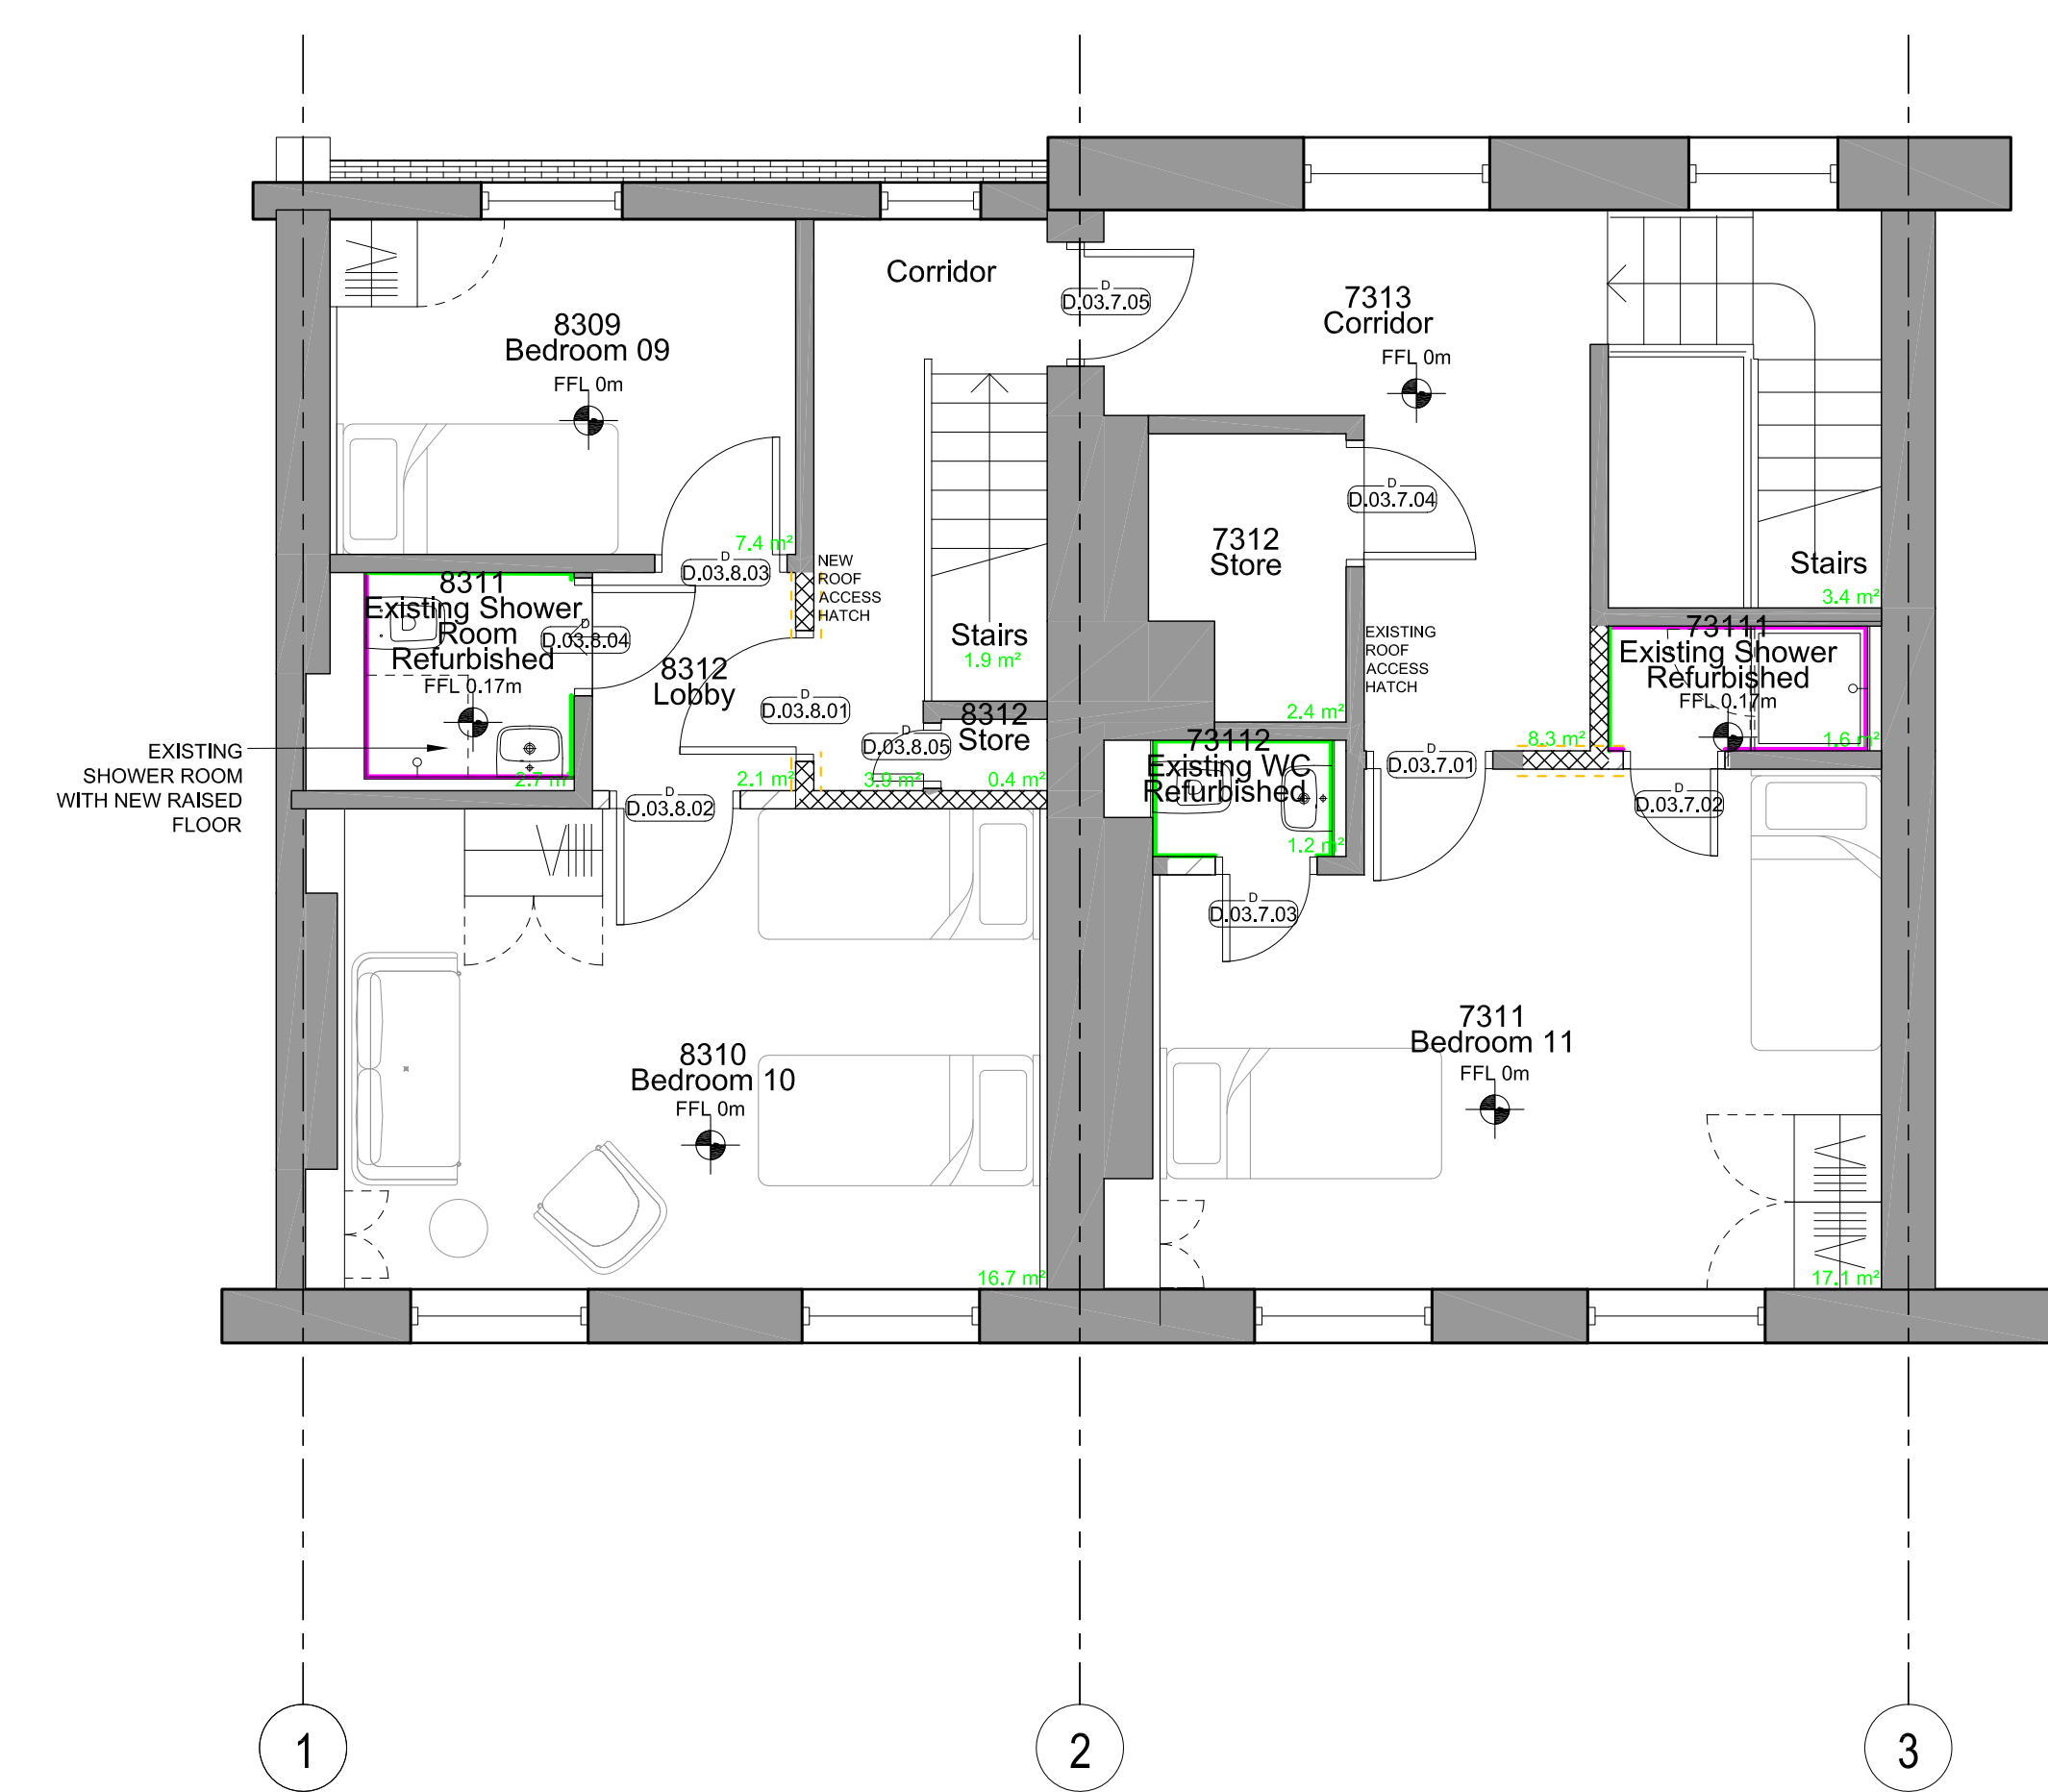 Corridor
7313
Corridor
FFL 0m
D
D.03.7.05
8309
Bedroom 09
FFL 0m
7.4 m²
D
D.03.8.03
NEW
ROOF
ACCESS
HATCH
D
D.03.7.04
7312
Store
2.4 m²
Stairs
3.4 m²
8311
Existing Shower
Room
Refurbished
FFL 0.17m
2.7 m²
D
D.03.8.04
8312
Lobby
2.1 m²
Stairs
1.9 m²
D
D.03.8.01
8312
Store
0.4 m²
D
D.03.8.05
3.9 m²
EXISTING
ROOF
ACCESS
HATCH
73111
Existing Shower
Refurbished
FFL 0.17m
1.6 m²
8.3 m²
EXISTING
SHOWER ROOM
WITH NEW RAISED
FLOOR
D
D.03.8.02
73112
Existing WC
Refurbished
1.2 m²
D
D.03.7.01
D
D.03.7.02
D
D.03.7.03
8310
Bedroom 10
FFL 0m
16.7 m²
7311
Bedroom 11
FFL 0m
17.1 m²
1
2
3